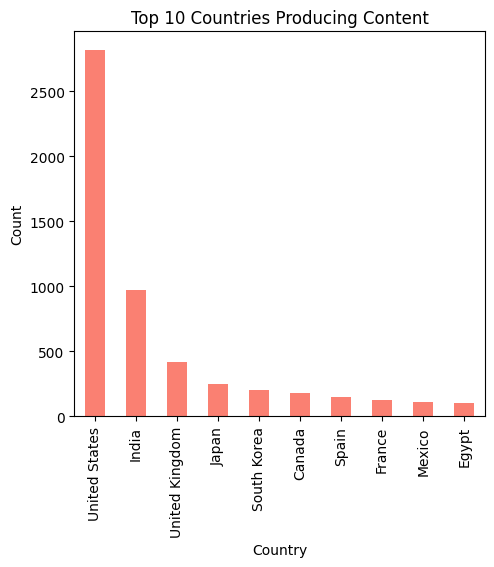 Top 10 Countries Producing Content
Count
2500
2000
1500
1000
500
0
United States
India
United Kingdom
Japan
South Korea
Canada
Spain
France
Mexico
Egypt
Country